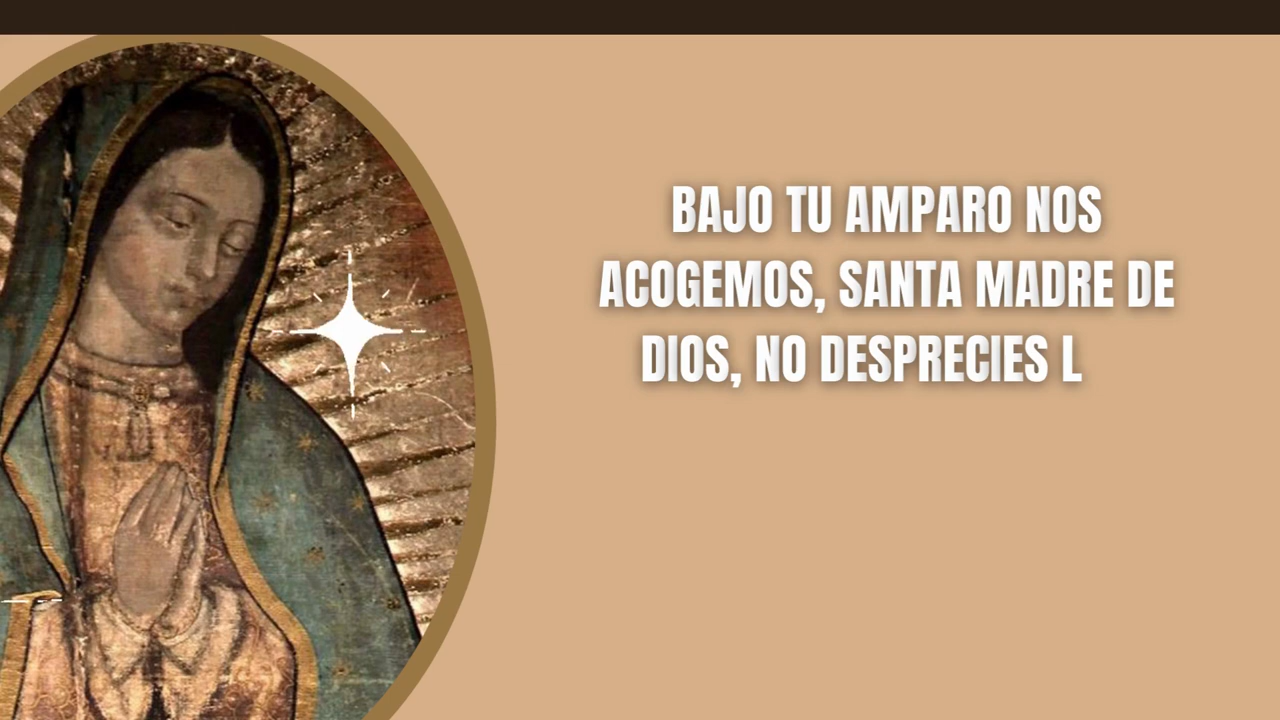 BAJO TU AMPARO NOS
ACOGEMOS, SANTA MADRE DE
DIOS, NO DESPRECIES L